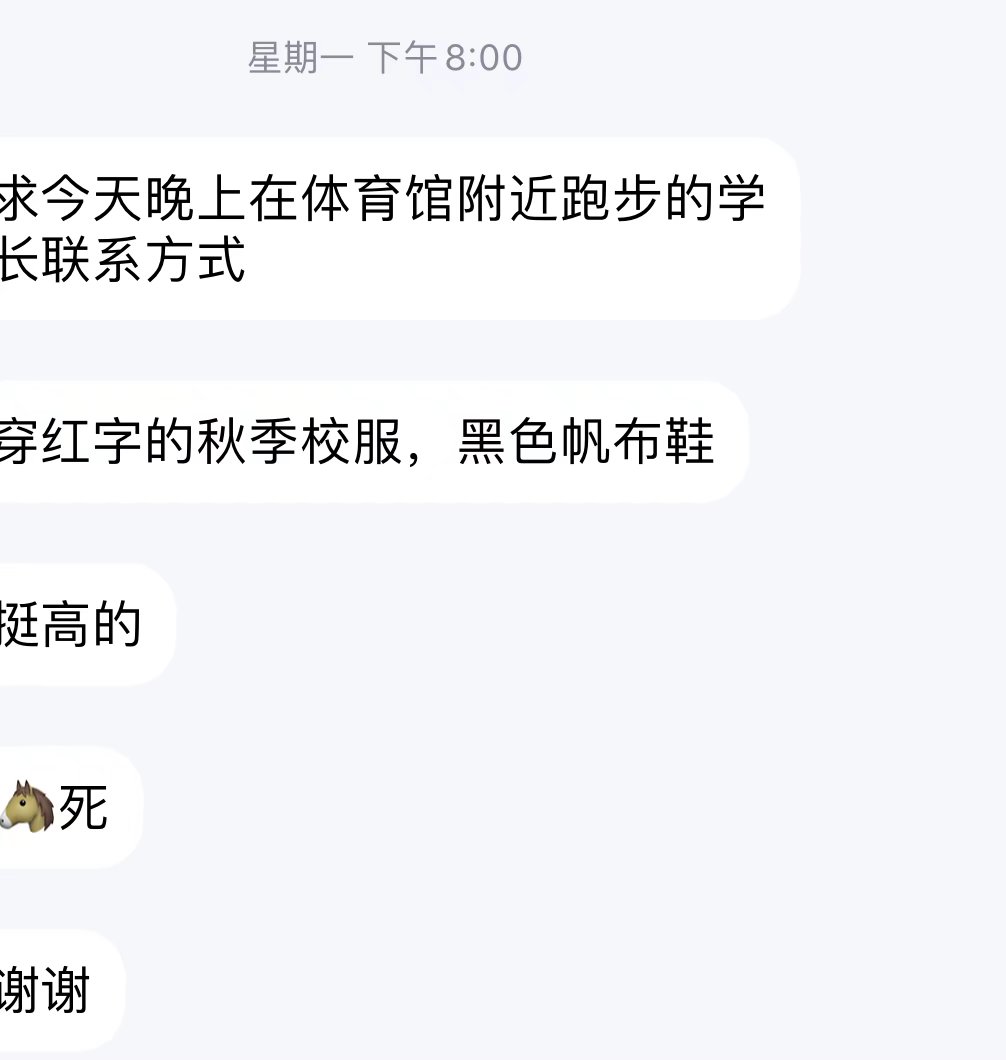 星期一 下午8:00
求今天晚上在体育馆附近跑步的学
长联系方式
穿红字的秋季校服，黑色帆布鞋
挺高的
🐴死
谢谢